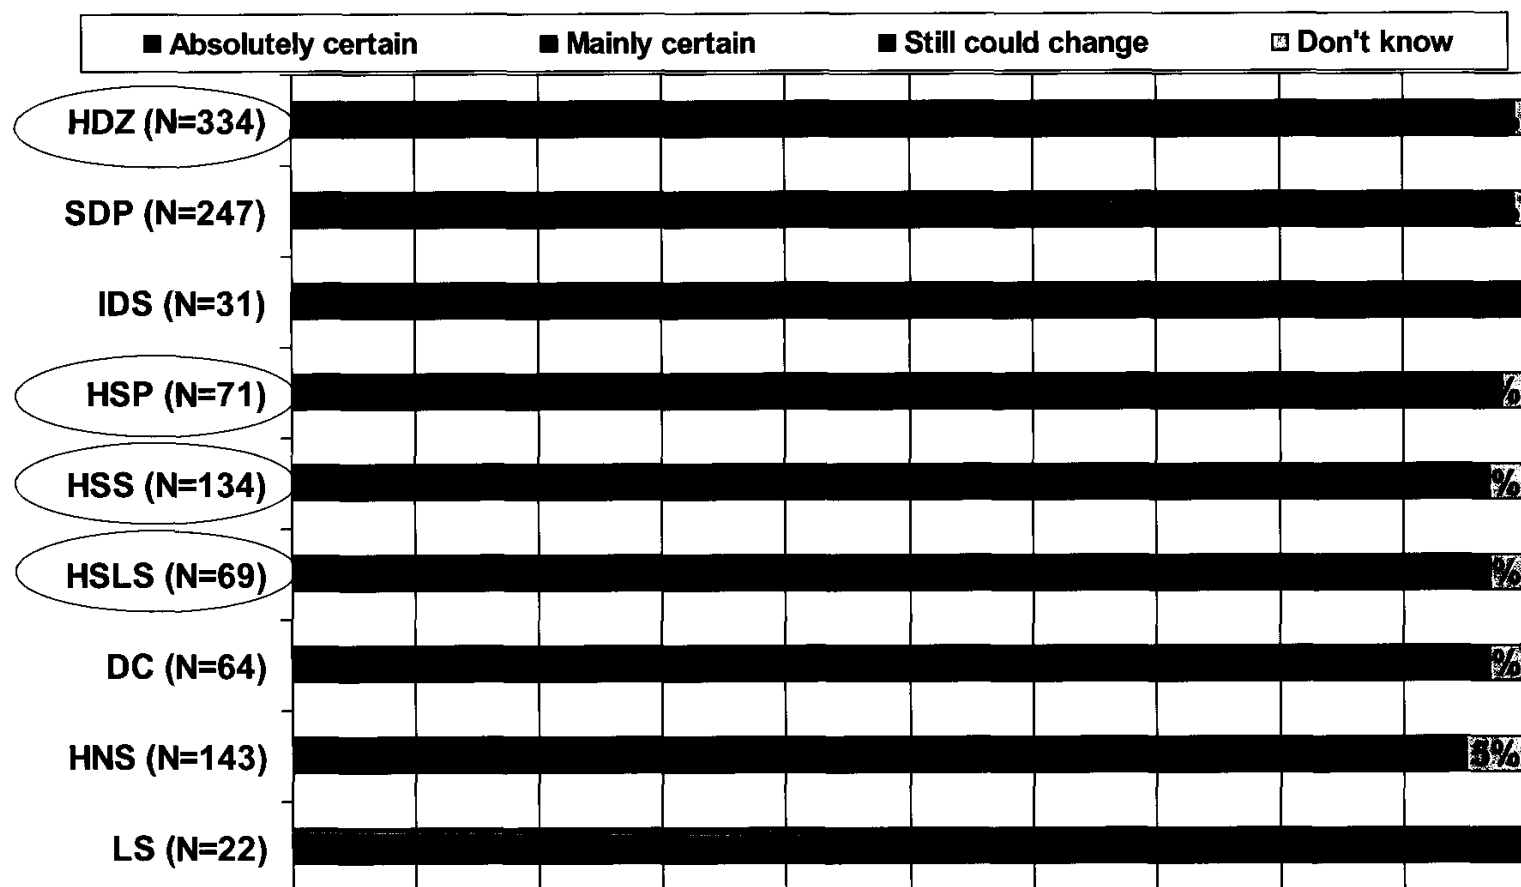 Absolutely certain Mainly certain Still could change Don't know
HDZ (N=334)
SDP (N=247)
IDS (N=31)
HSP (N=71) %
HSS (N=134) %
HSLS (N=69) %
DC (N=64) %
HNS (N=143) %
LS (N=22)